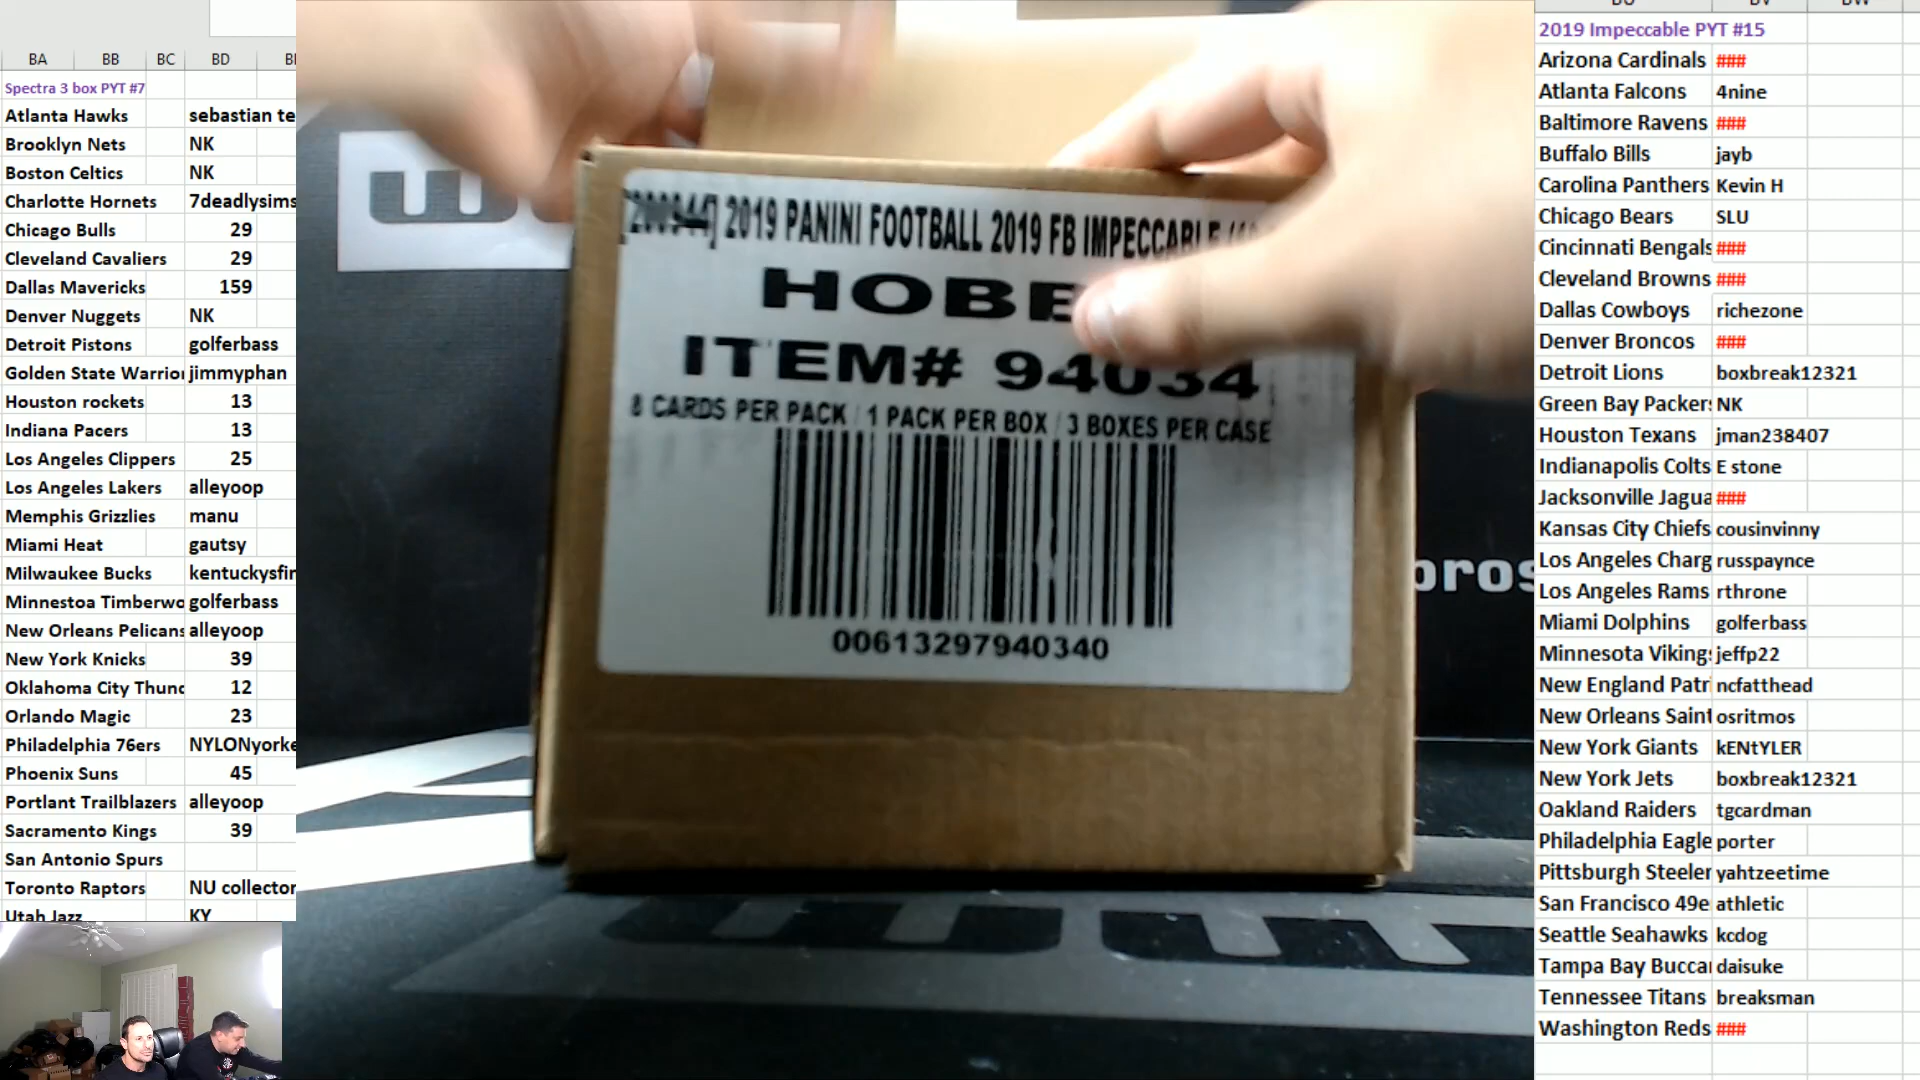 BA BB BC BD
Spectra 3 box PYT #7
Atlanta Hawks sebastian te
Brooklyn Nets NK
Boston Celtics NK
Charlotte Hornets 7deadlysims
Chicago Bulls 29
Cleveland Cavaliers 29
Dallas Mavericks 159
Denver Nuggets NK
Detroit Pistons golferbass
Golden State Warrior jimmyphan
Houston rockets 13
Indiana Pacers 13
Los Angeles Clippers 25
Los Angeles Lakers alleyoop
Memphis Grizzlies manu
Miami Heat gautsy
Milwaukee Bucks kentuckysfin
Minnestoa Timberwo golferbass
New Orleans Pelicans alleyoop
New York Knicks 39
Oklahoma City Thund 12
Orlando Magic 23
Philadelphia 76ers NYLONyorke
Phoenix Suns 45
Portlant Trailblazers alleyoop
Sacramento Kings 39
San Antonio Spurs
Toronto Raptors NU collector
Utah Jazz KY
2019 PANINI FOOTBALL 2019 FB IMPECCABLE
HOBB
ITEM# 94034
8 CARDS PER PACK / 1 PACK PER BOX / 3 BOXES PER CASE
00613297940340
pros
2019 Impeccable PYT #15
Arizona Cardinals ###
Atlanta Falcons 4nine
Baltimore Ravens ###
Buffalo Bills jayb
Carolina Panthers Kevin H
Chicago Bears SLU
Cincinnati Bengals ###
Cleveland Browns ###
Dallas Cowboys richezone
Denver Broncos ###
Detroit Lions boxbreak12321
Green Bay Packers NK
Houston Texans jman238407
Indianapolis Colts E stone
Jacksonville Jagua ###
Kansas City Chiefs cousinvinny
Los Angeles Charg russpaynce
Los Angeles Rams rthrone
Miami Dolphins golferbass
Minnesota Vikings jeffp22
New England Patri ncfatthead
New Orleans Saint osritmos
New York Giants kENtYLER
New York Jets boxbreak12321
Oakland Raiders tgcardman
Philadelphia Eagle porter
Pittsburgh Steeler yahtzeetime
San Francisco 49e athletic
Seattle Seahawks kcdog
Tampa Bay Bucca daisuke
Tennessee Titans breaksman
Washington Reds ###